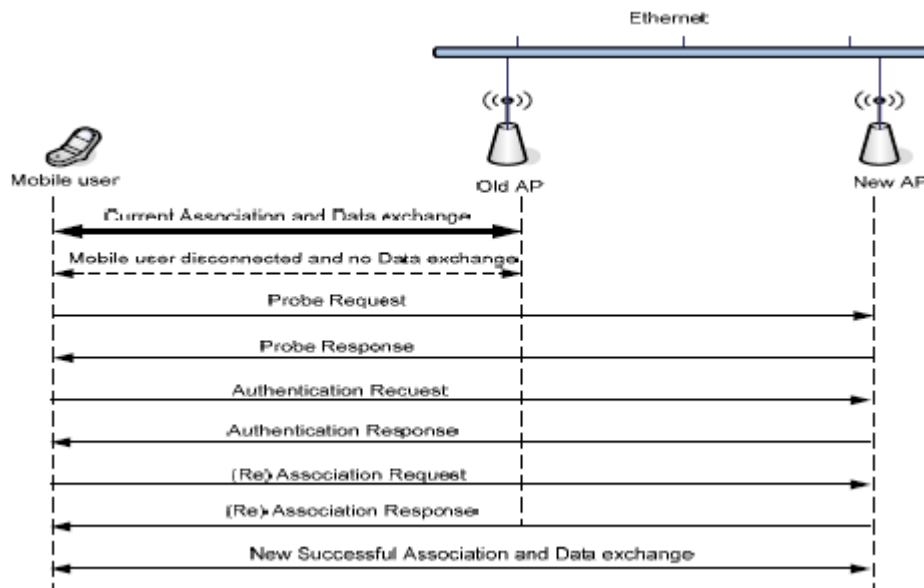 Ethernet
Mobile user
Old AP
New AP
Current Association and Data exchange
Mobile user disconnected and no Data exchange
Probe Request
Probe Response
Authentication Recuest
Authentication Response
(Re) Association Request
(Re) Association Response
New Successful Association and Data exchange